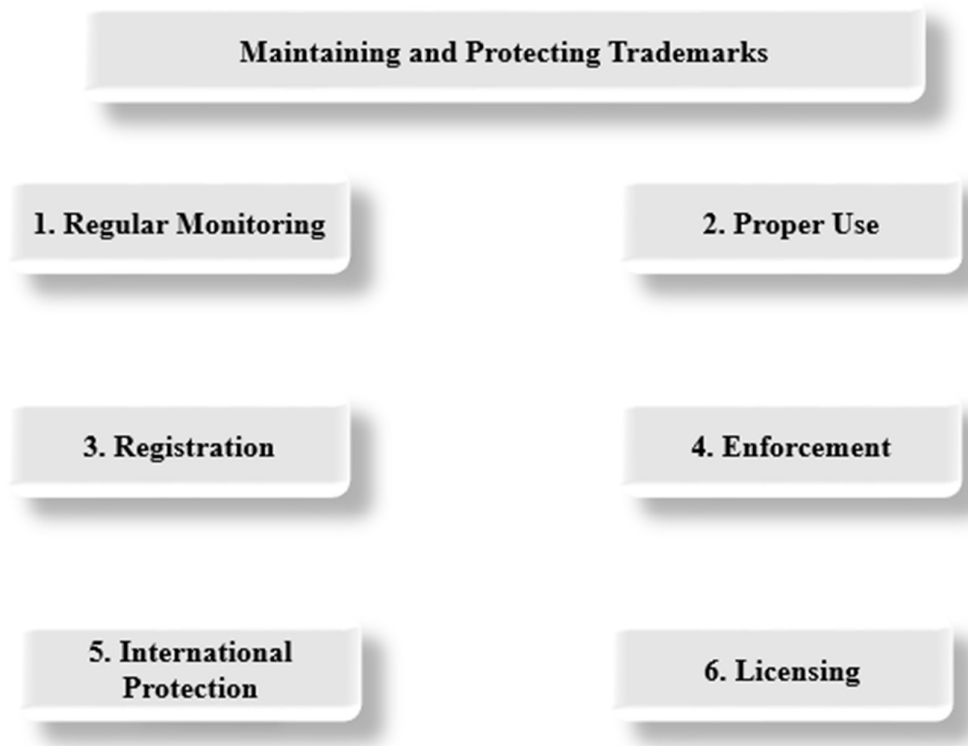 Maintaining and Protecting Trademarks
1. Regular Monitoring
2. Proper Use
3. Registration
4. Enforcement
5. International
Protection
6. Licensing